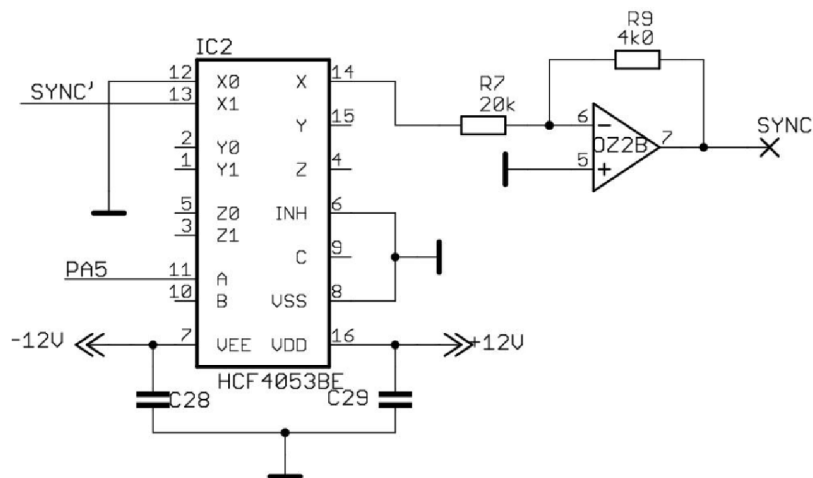 IC2
12 X0 X 14
SYNC' 13 X1
Y 15
2 Y0
1 Y1 Z 4
5 Z0 INH 6
3 Z1
C 9
PA5 11 A
10 B VSS 8
-12V 7 VEE VDD 16 +12V
HCF4053BE
C28 C29
R9
4k0
R7
20k
6 -
OZ2B 7
5 +
SYNC